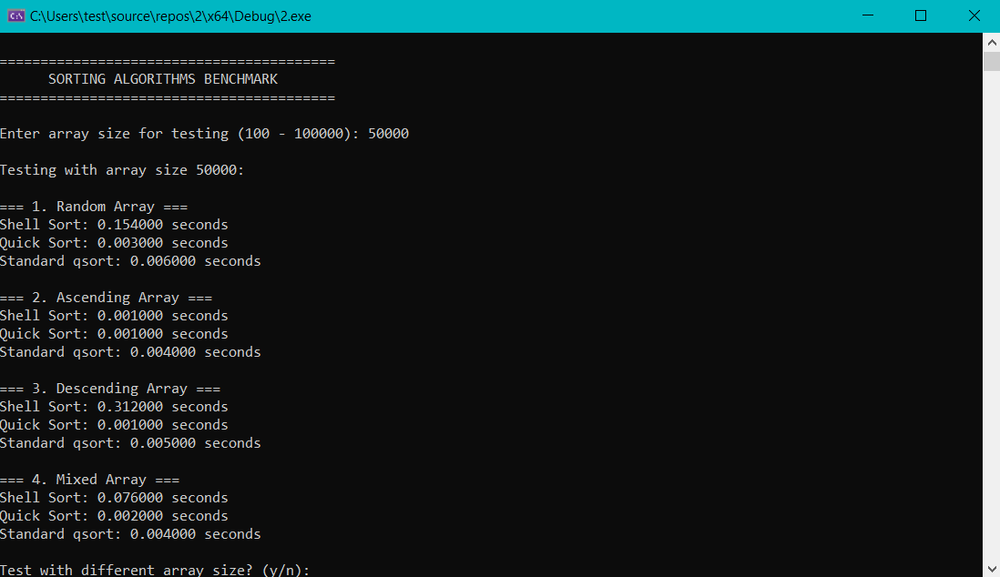 C:\Users\test\source\repos\2\x64\Debug\2.exe
=========================================
SORTING ALGORITHMS BENCHMARK
=========================================
Enter array size for testing (100 - 100000): 50000
Testing with array size 50000:
=== 1. Random Array ===
Shell Sort: 0.154000 seconds
Quick Sort: 0.003000 seconds
Standard qsort: 0.006000 seconds
=== 2. Ascending Array ===
Shell Sort: 0.001000 seconds
Quick Sort: 0.001000 seconds
Standard qsort: 0.004000 seconds
=== 3. Descending Array ===
Shell Sort: 0.312000 seconds
Quick Sort: 0.001000 seconds
Standard qsort: 0.005000 seconds
=== 4. Mixed Array ===
Shell Sort: 0.076000 seconds
Quick Sort: 0.002000 seconds
Standard qsort: 0.004000 seconds
Test with different array size? (y/n):